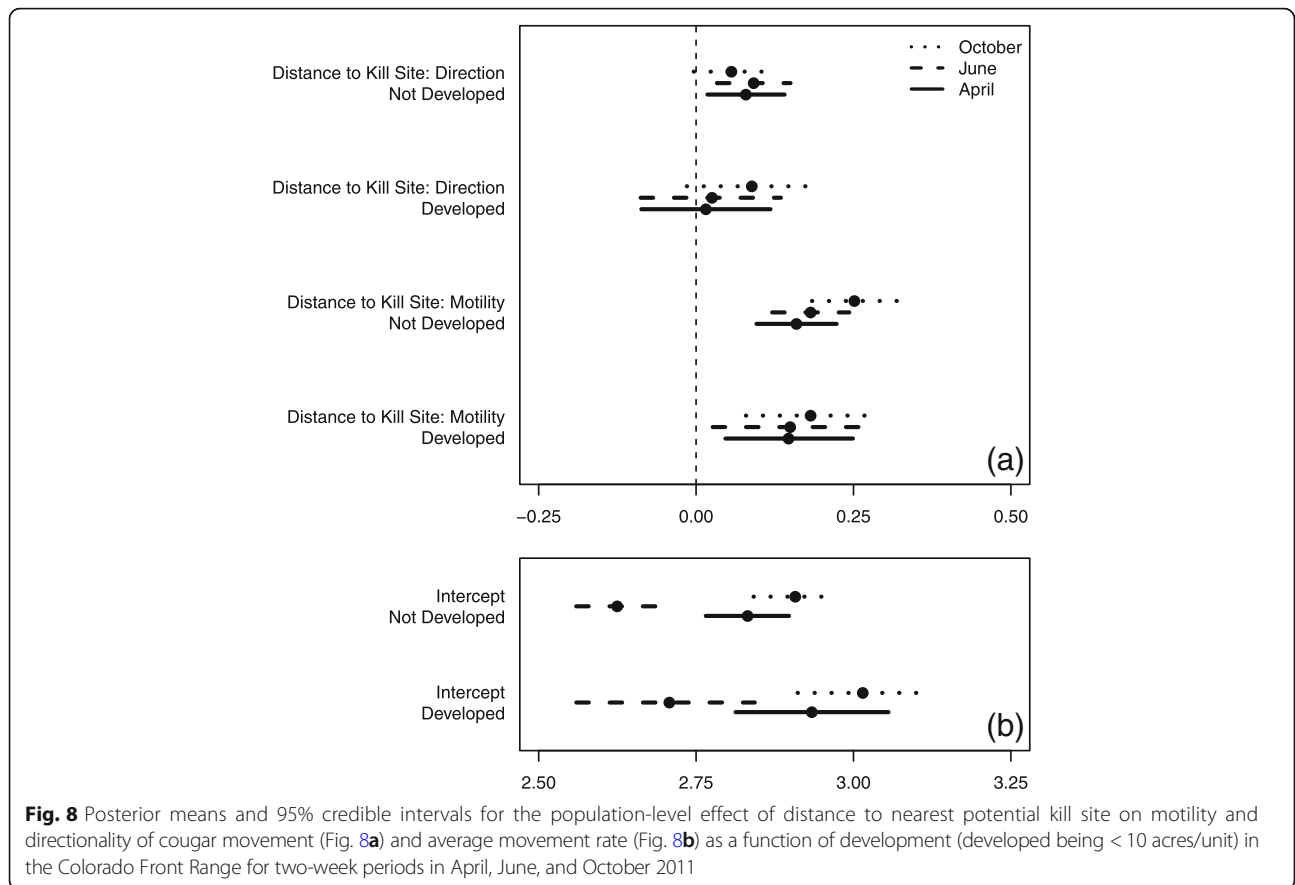 October
June
April
Distance to Kill Site: Direction
Not Developed
Distance to Kill Site: Direction
Developed
Distance to Kill Site: Motility
Not Developed
Distance to Kill Site: Motility
Developed
(a)
−0.25 0.00 0.25 0.50
Intercept
Not Developed
Intercept
Developed
(b)
2.50 2.75 3.00 3.25
Fig. 8 Posterior means and 95% credible intervals for the population-level effect of distance to nearest potential kill site on motility and
directionality of cougar movement (Fig. 8a) and average movement rate (Fig. 8b) as a function of development (developed being < 10 acres/unit) in
the Colorado Front Range for two-week periods in April, June, and October 2011